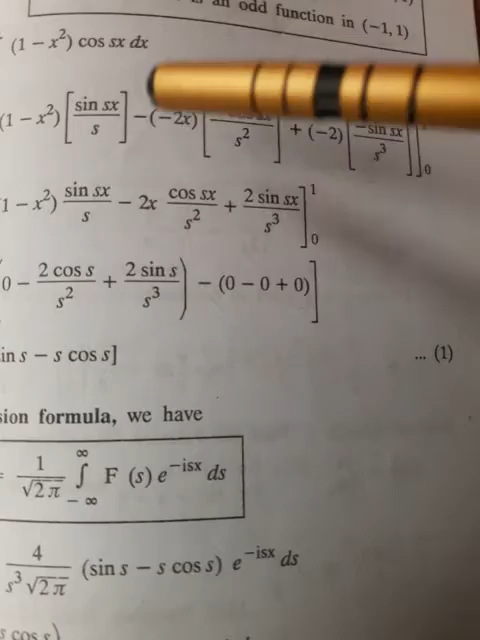 is an odd function in (−1, 1)
(1 − x²) cos sx dx
(1 − x²) [sin sx / s] − (−2x) [ / s²] + (−2) [−sin sx / s³]]₀
1 − x²) sin sx / s − 2x cos sx / s² + 2 sin sx / s³]₀¹
0 − 2 cos s / s² + 2 sin s / s³) − (0 − 0 + 0)]
in s − s cos s] ... (1)
sion formula, we have
= 1/√2π ∫₋∞^∞ F (s) e^−isx ds
4 / s³√2π (sin s − s cos s) e^−isx ds
s cos s)